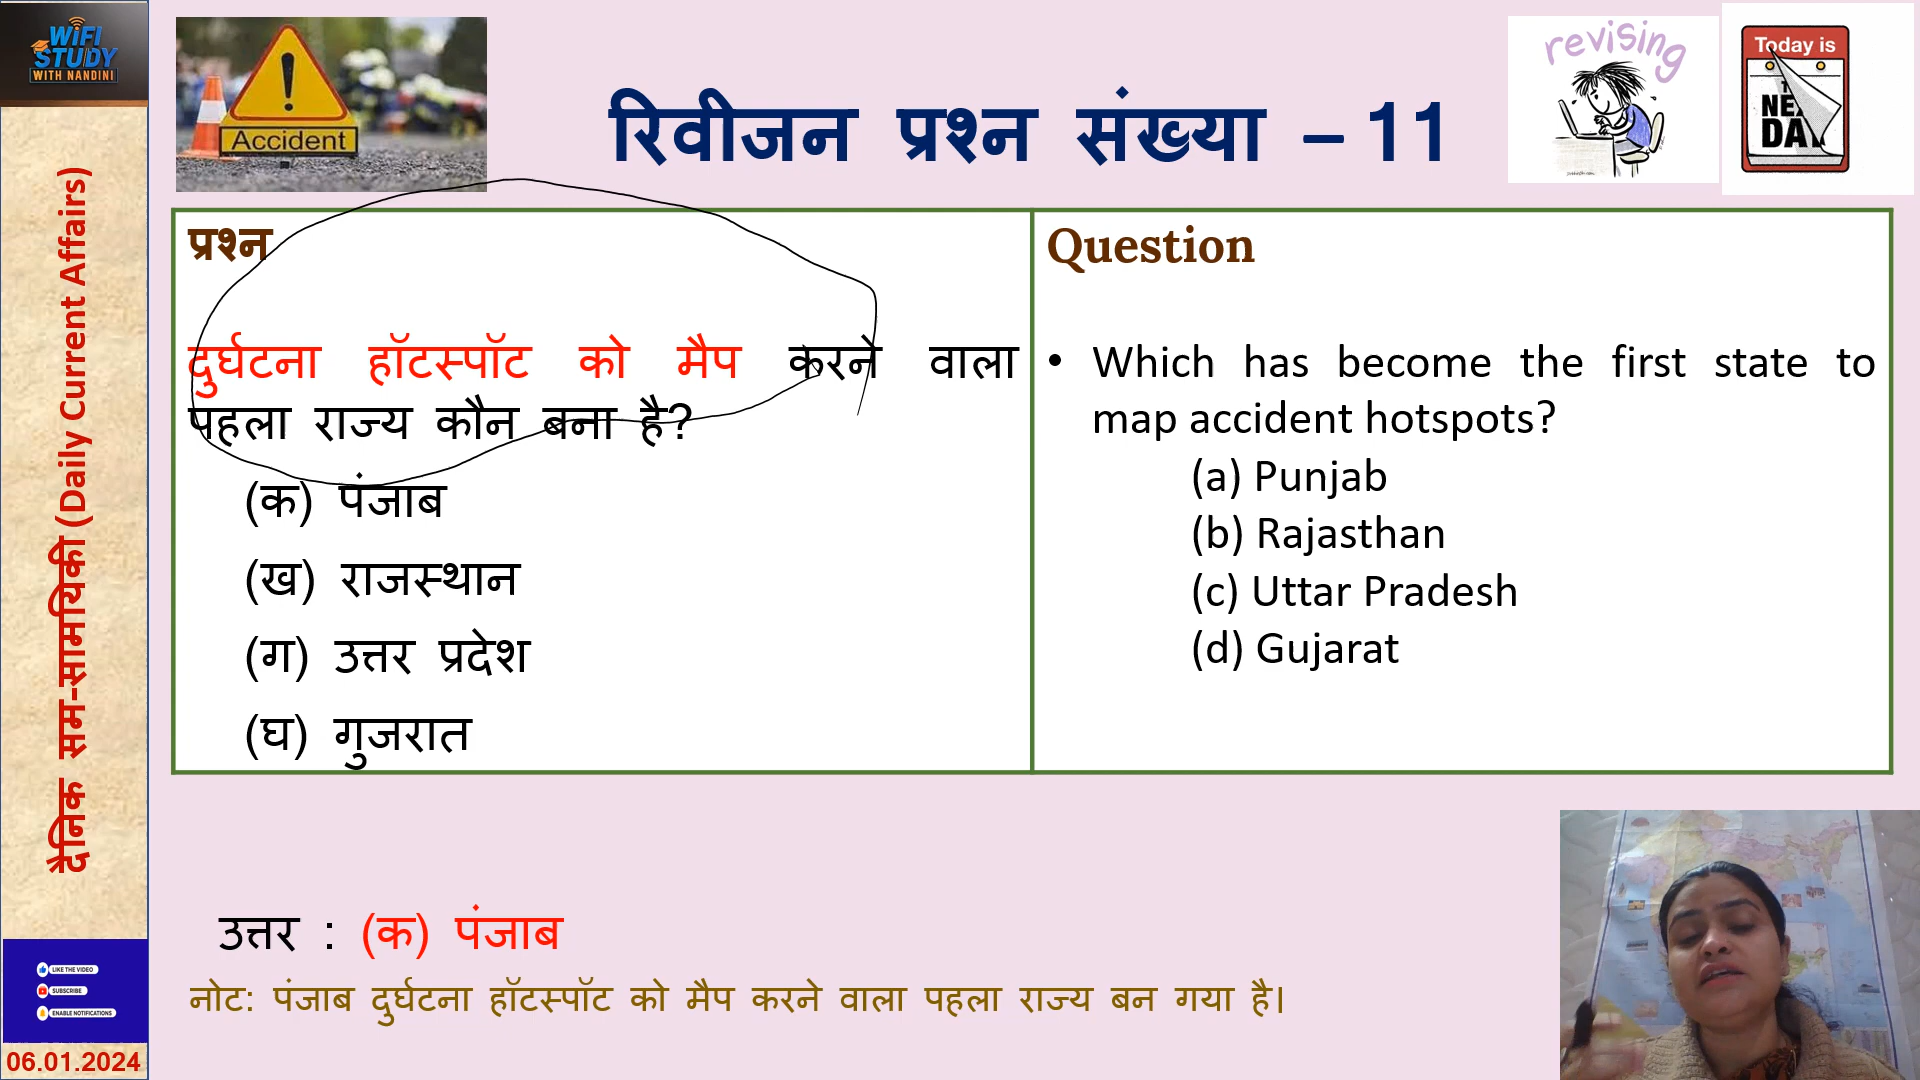 WiFi
STUDY
WITH NANDINI
दैनिक सम-सामयिकी (Daily Current Affairs)
LIKE THE VIDEO
SUBSCRIBE
ENABLE NOTIFICATIONS
06.01.2024
Accident
रिवीजन प्रश्न संख्या – 11
revising
Today is
DAY
प्रश्न
दुर्घटना हॉटस्पॉट को मैप करने वाला
पहला राज्य कौन बना है?
(क) पंजाब
(ख) राजस्थान
(ग) उत्तर प्रदेश
(घ) गुजरात
Question
• Which has become the first state to
map accident hotspots?
(a) Punjab
(b) Rajasthan
(c) Uttar Pradesh
(d) Gujarat
उत्तर : (क) पंजाब
नोट: पंजाब दुर्घटना हॉटस्पॉट को मैप करने वाला पहला राज्य बन गया है।